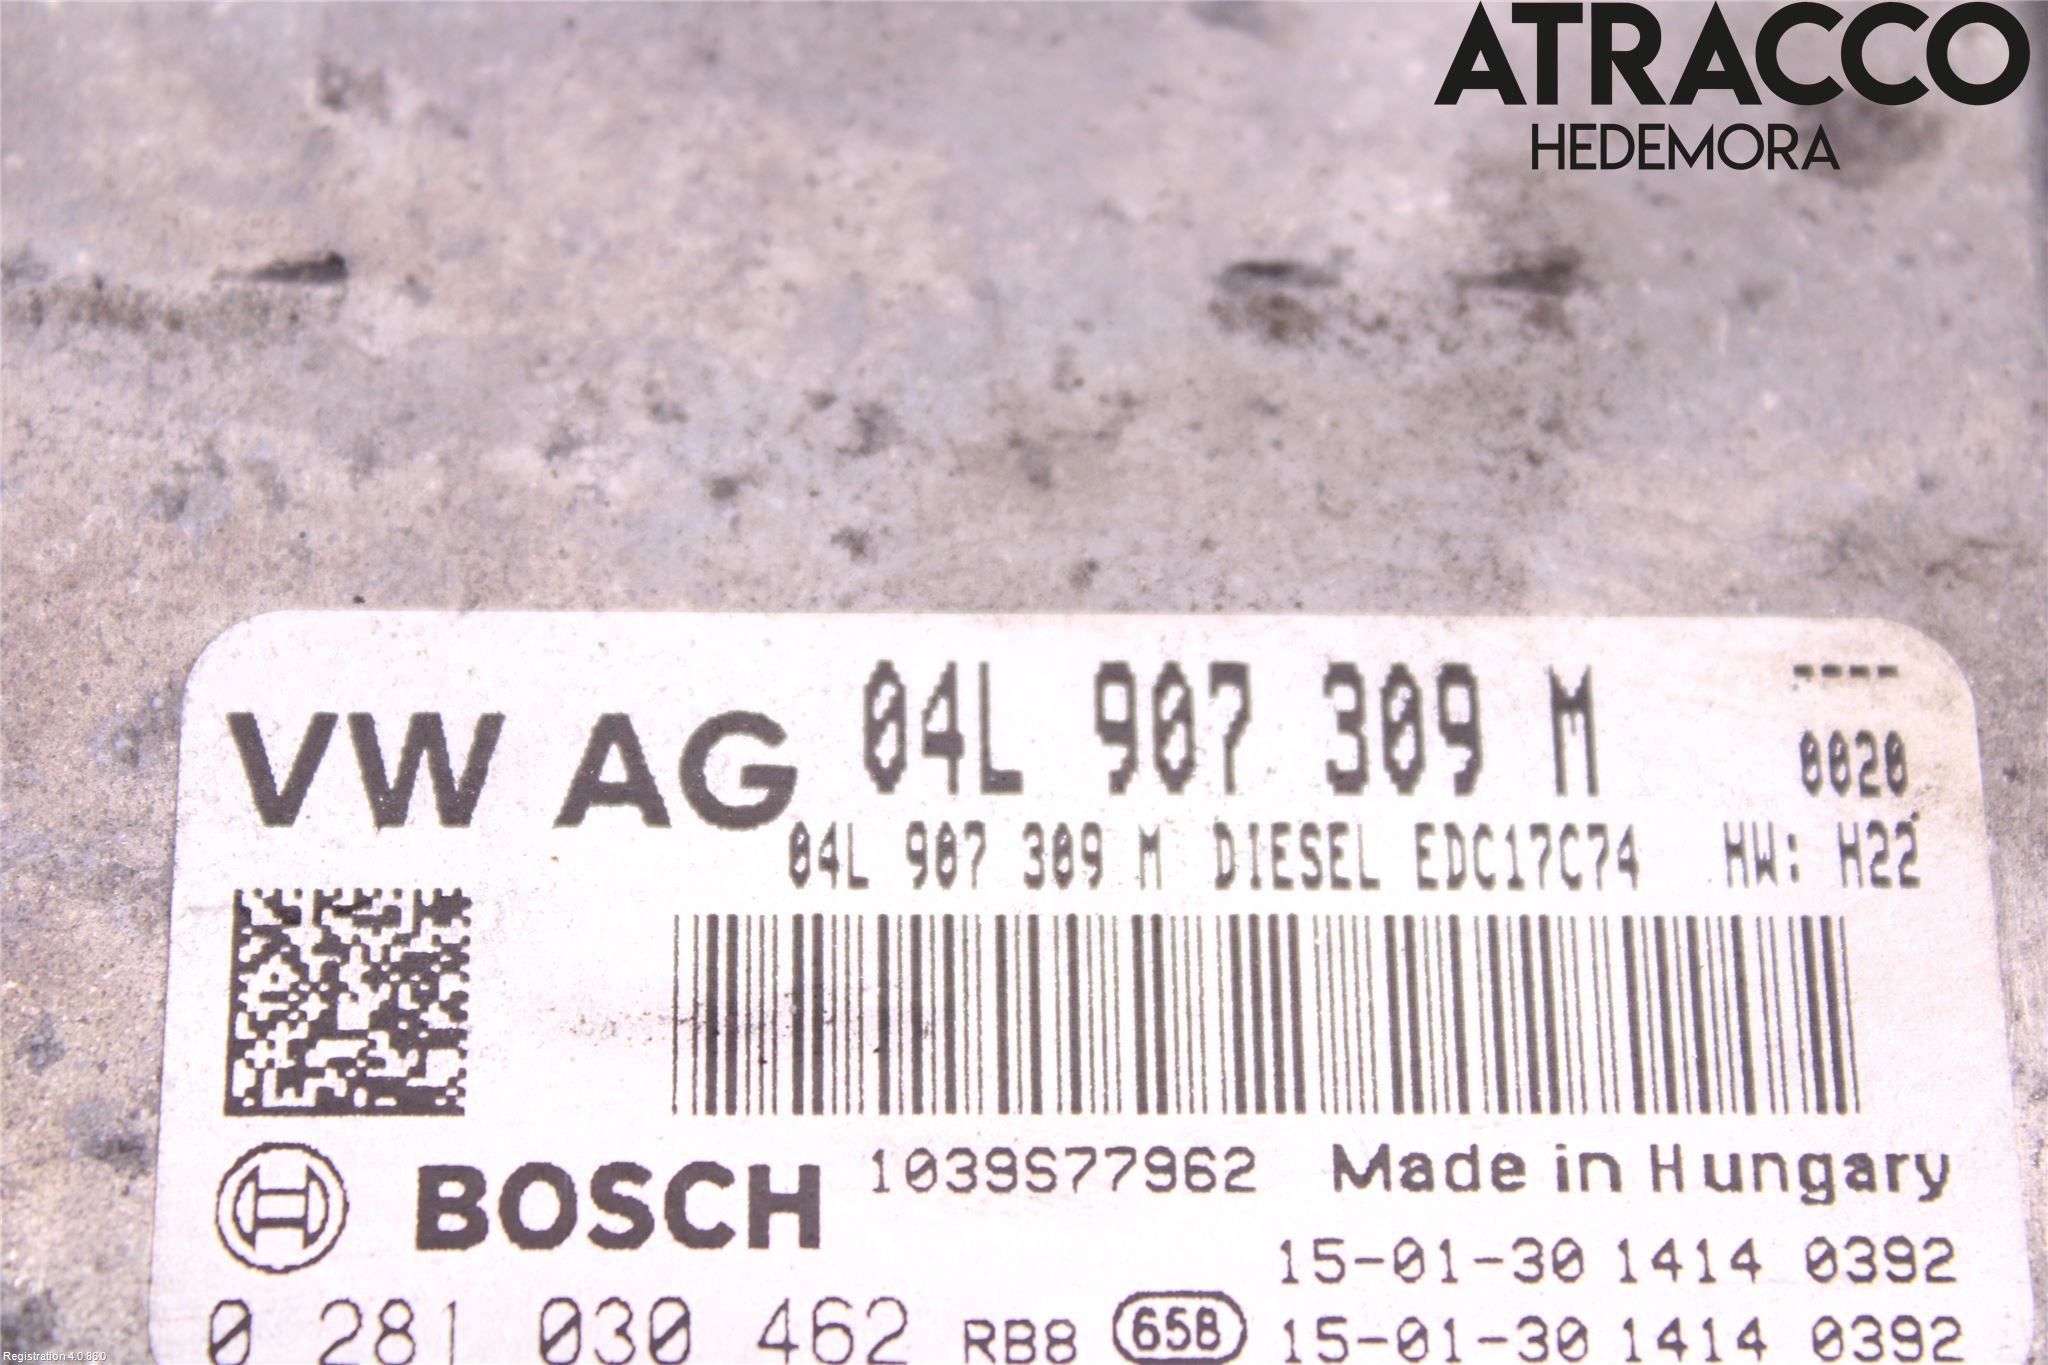 ATRACCO
HEDEMORA
VW AG 04L 907 309 M ----
0020
04L 907 309 M DIESEL EDC17C74 HW: H22
BOSCH 1039S77962 Made in Hungary
15-01-30 1414 0392
0 281 030 462 RB8 658 15-01-30 1414 0392
Registration 4.0.86.0